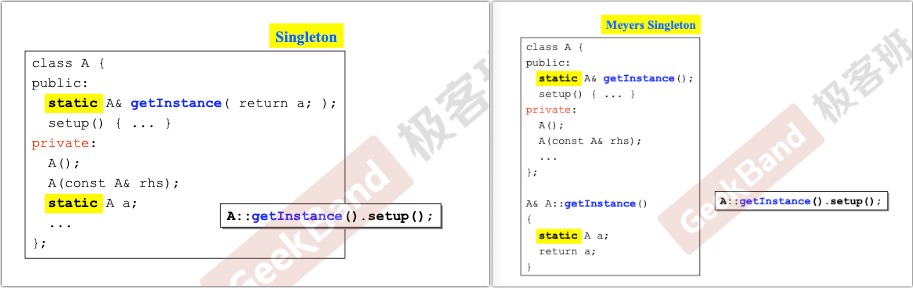 Singleton
class A {
public:
static A& getInstance( return a; );
setup() { ... }
private:
A();
A(const A& rhs);
static A a;
...
};
A::getInstance().setup();
GeekBand 极客班
Meyers Singleton
class A {
public:
static A& getInstance();
setup() { ... }
private:
A();
A(const A& rhs);
...
};
A& A::getInstance()
{
static A a;
return a;
}
A::getInstance().setup();
GeekBand 极客班